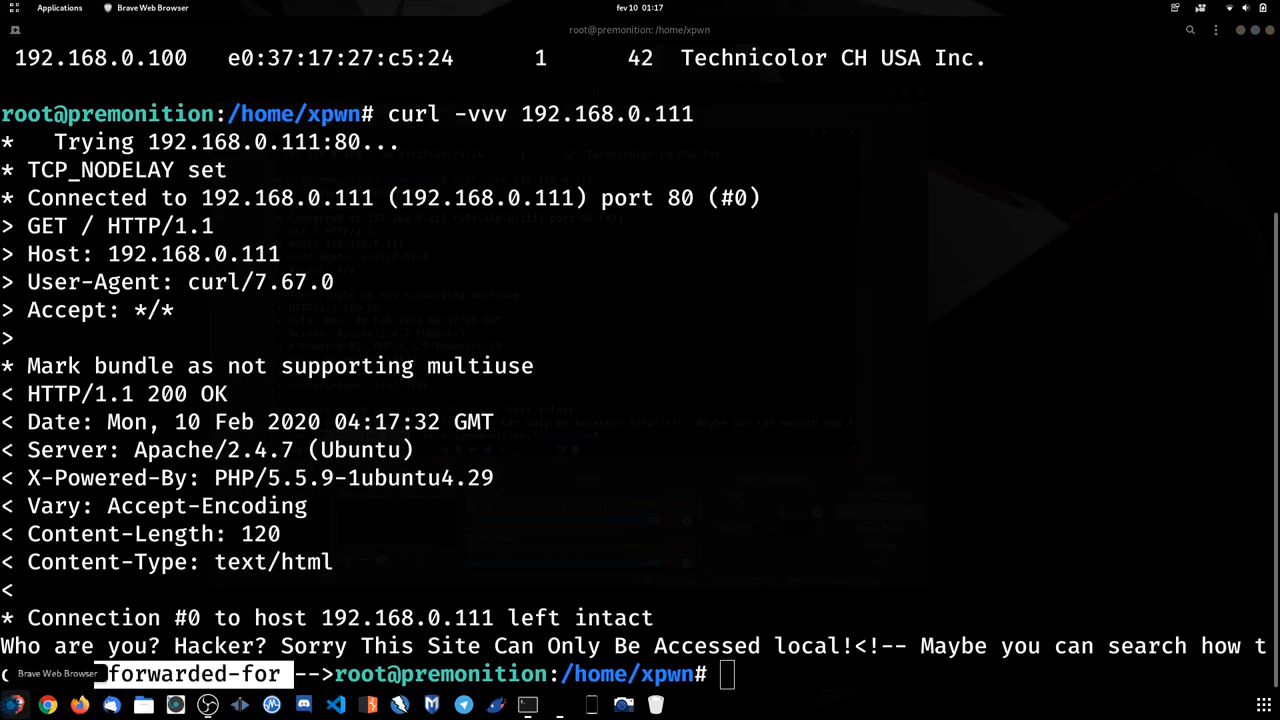 Applications Brave Web Browser fev 10 01:17
root@premonition: /home/xpwn
192.168.0.100 e0:37:17:27:c5:24 1 42 Technicolor CH USA Inc.
root@premonition:/home/xpwn# curl -vvv 192.168.0.111
* Trying 192.168.0.111:80...
* TCP_NODELAY set
* Connected to 192.168.0.111 (192.168.0.111) port 80 (#0)
> GET / HTTP/1.1
> Host: 192.168.0.111
> User-Agent: curl/7.67.0
> Accept: */*
>
* Mark bundle as not supporting multiuse
< HTTP/1.1 200 OK
< Date: Mon, 10 Feb 2020 04:17:32 GMT
< Server: Apache/2.4.7 (Ubuntu)
< X-Powered-By: PHP/5.5.9-1ubuntu4.29
< Vary: Accept-Encoding
< Content-Length: 120
< Content-Type: text/html
<
* Connection #0 to host 192.168.0.111 left intact
Who are you? Hacker? Sorry This Site Can Only Be Accessed local!<!-- Maybe you can search how t
forwarded-for -->root@premonition:/home/xpwn#
Brave Web Browser